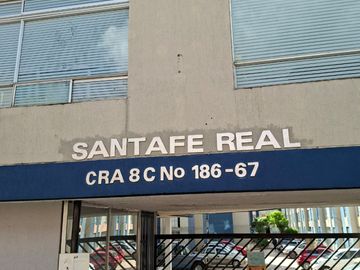 SANTAFE REAL
CRA 8 C No 186-67